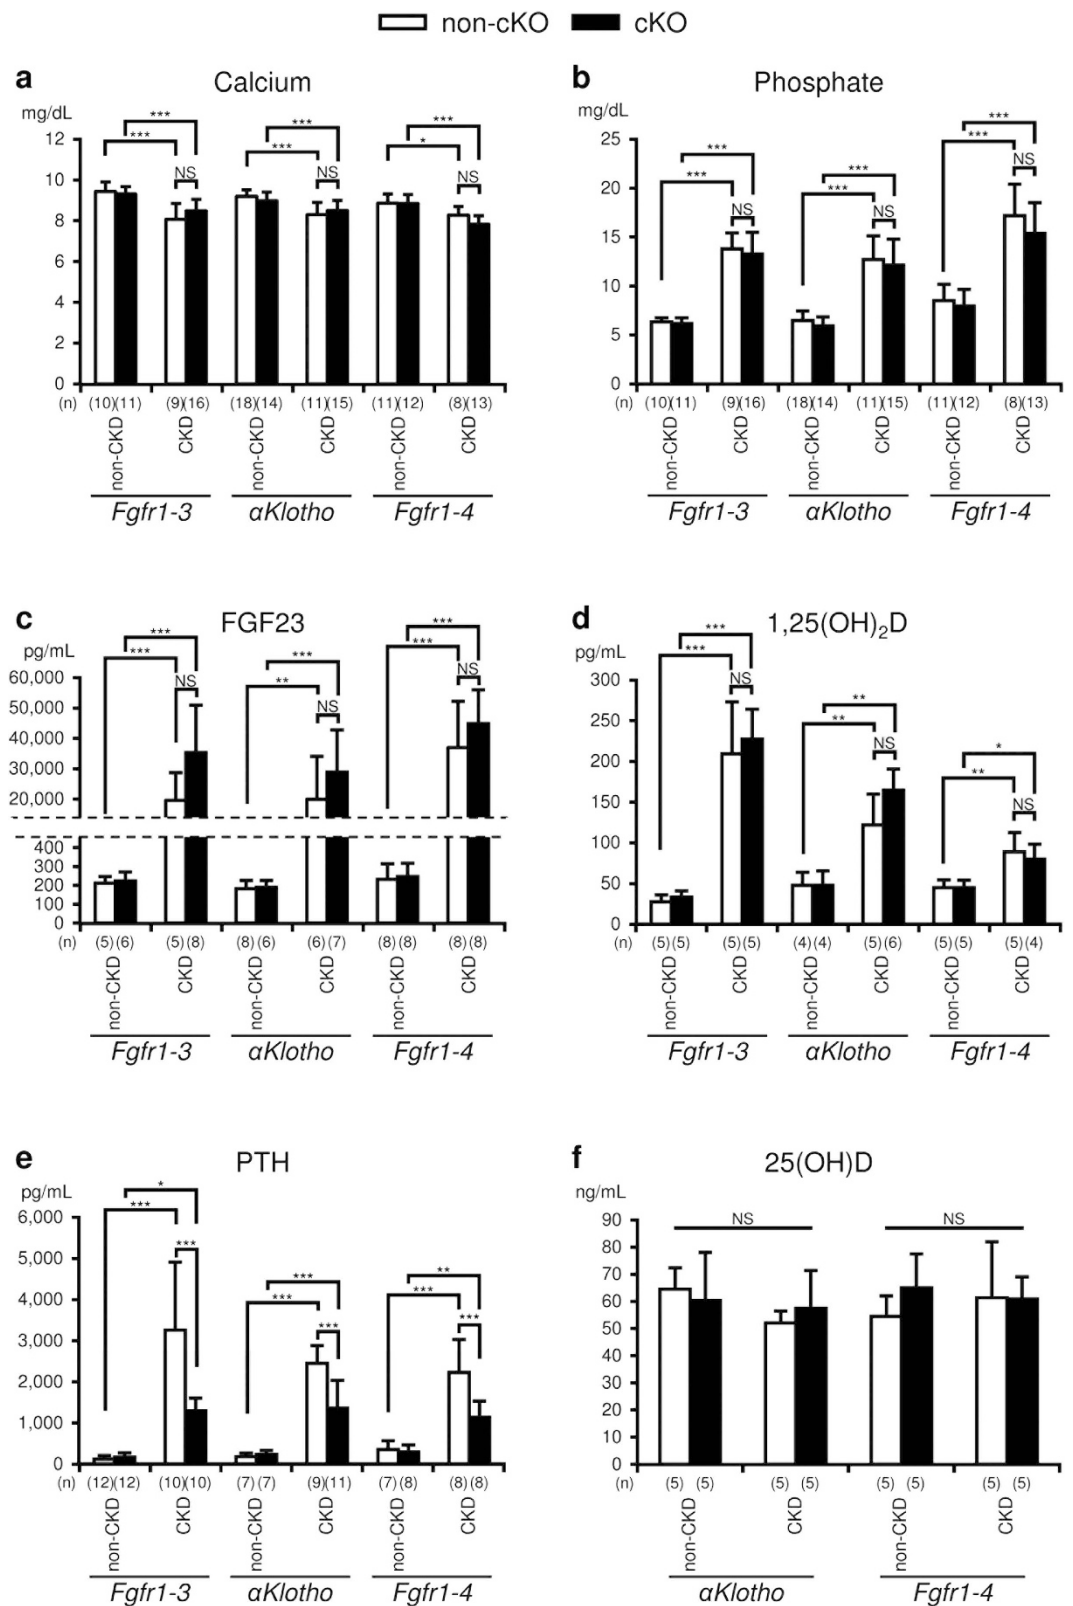 non-cKO cKO
a Calcium
mg/dL
12
10
8
6
4
2
0
*** *** NS *** *** NS * *** NS
(n) (10)(11) (9)(16) (18)(14) (11)(15) (11)(12) (8)(13)
non-CKD CKD non-CKD CKD non-CKD CKD
Fgfr1-3 αKlotho Fgfr1-4
b Phosphate
mg/dL
25
20
15
10
5
0
*** *** NS *** *** NS *** *** NS
(n) (10)(11) (9)(16) (18)(14) (11)(15) (11)(12) (8)(13)
non-CKD CKD non-CKD CKD non-CKD CKD
Fgfr1-3 αKlotho Fgfr1-4
c FGF23
pg/mL
60,000
50,000
40,000
30,000
20,000
400
300
200
100
0
*** *** NS ** *** NS *** *** NS
(n) (5)(6) (5)(8) (8)(6) (6)(7) (8)(8) (8)(8)
non-CKD CKD non-CKD CKD non-CKD CKD
Fgfr1-3 αKlotho Fgfr1-4
d 1,25(OH)₂D
pg/mL
300
250
200
150
100
50
0
*** *** NS ** ** NS ** * NS
(n) (5)(5) (5)(5) (4)(4) (5)(6) (5)(5) (5)(4)
non-CKD CKD non-CKD CKD non-CKD CKD
Fgfr1-3 αKlotho Fgfr1-4
e PTH
pg/mL
6,000
5,000
4,000
3,000
2,000
1,000
0
*** * *** *** *** *** *** ** ***
(n) (12)(12) (10)(10) (7)(7) (9)(11) (7)(8) (8)(8)
non-CKD CKD non-CKD CKD non-CKD CKD
Fgfr1-3 αKlotho Fgfr1-4
f 25(OH)D
ng/mL
90
80
70
60
50
40
30
20
10
0
NS NS
(n) (5) (5) (5) (5) (5) (5) (5) (5)
non-CKD CKD non-CKD CKD
αKlotho Fgfr1-4